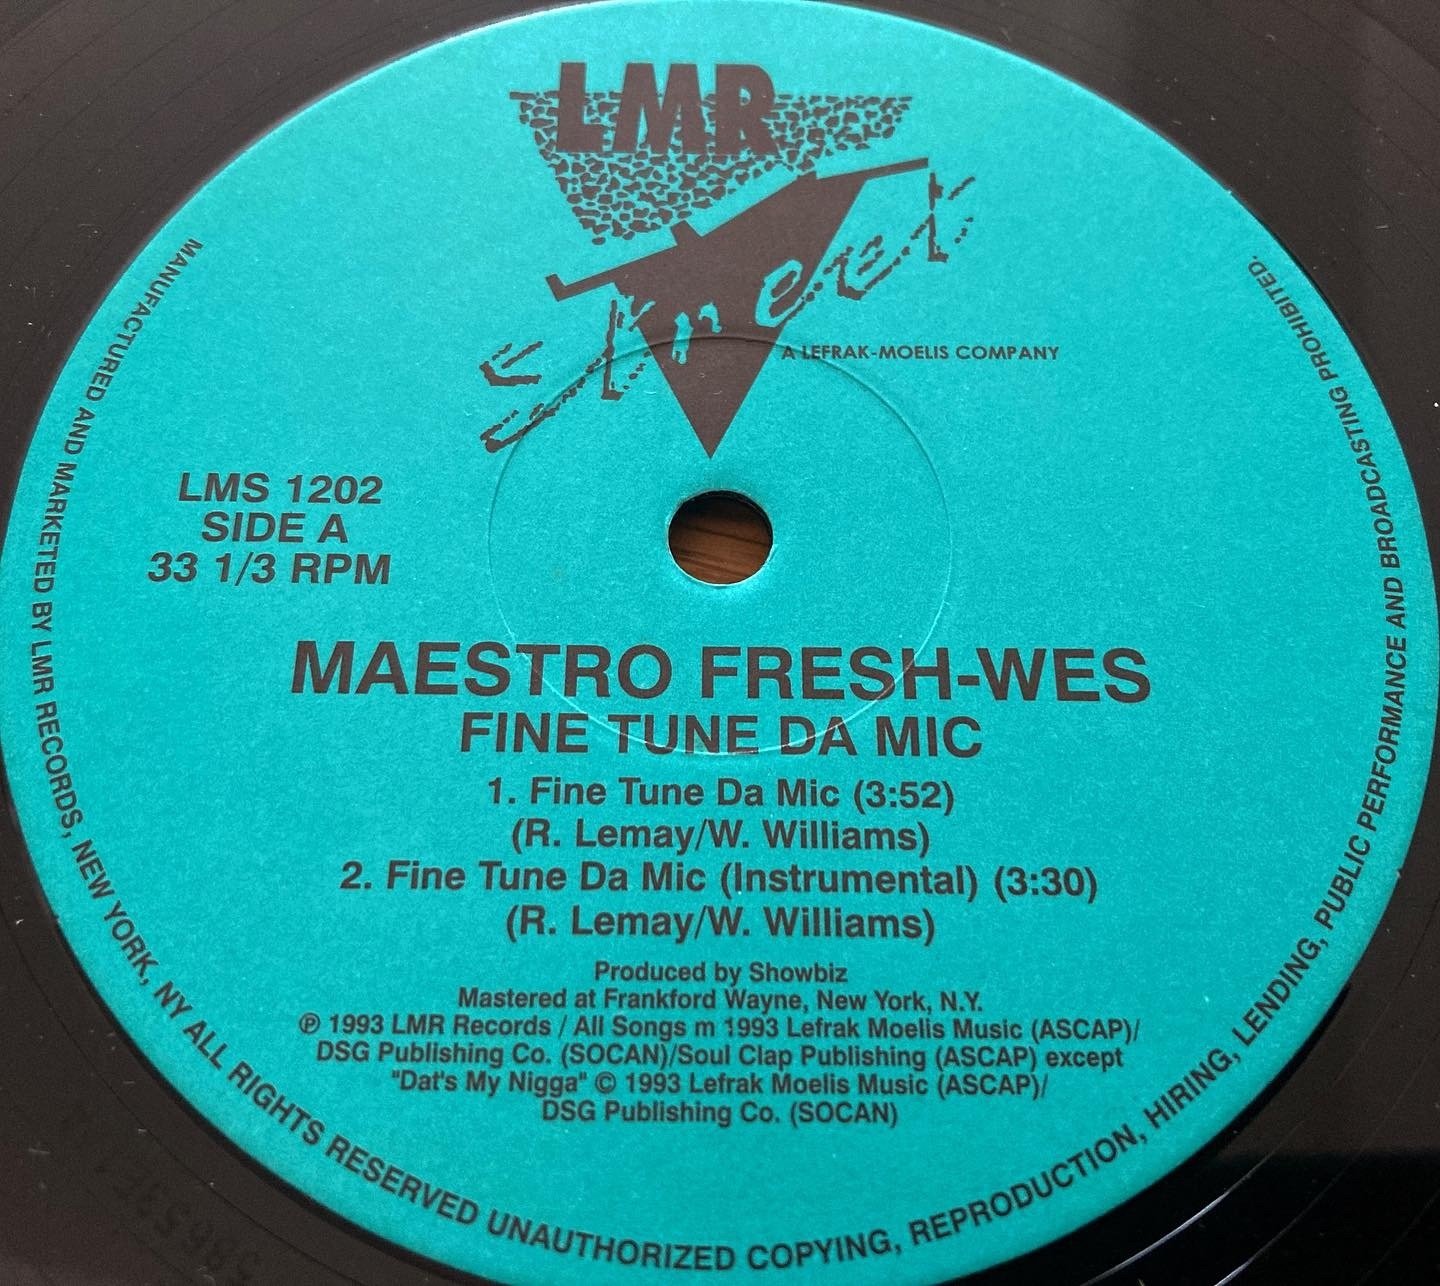 LMR
Street
A LEFRAK-MOELIS COMPANY
LMS 1202
SIDE A
33 1/3 RPM
MAESTRO FRESH-WES
FINE TUNE DA MIC
1. Fine Tune Da Mic (3:52)
(R. Lemay/W. Williams)
2. Fine Tune Da Mic (Instrumental) (3:30)
(R. Lemay/W. Williams)
Produced by Showbiz
Mastered at Frankford Wayne, New York, N.Y.
℗ 1993 LMR Records / All Songs m 1993 Lefrak Moelis Music (ASCAP)/
DSG Publishing Co. (SOCAN)/Soul Clap Publishing (ASCAP) except
"Dat's My Nigga" © 1993 Lefrak Moelis Music (ASCAP)/
DSG Publishing Co. (SOCAN)
MANUFACTURED AND MARKETED BY LMR RECORDS, NEW YORK, NY ALL RIGHTS RESERVED UNAUTHORIZED COPYING, REPRODUCTION, HIRING, LENDING, PUBLIC PERFORMANCE AND BROADCASTING PROHIBITED.